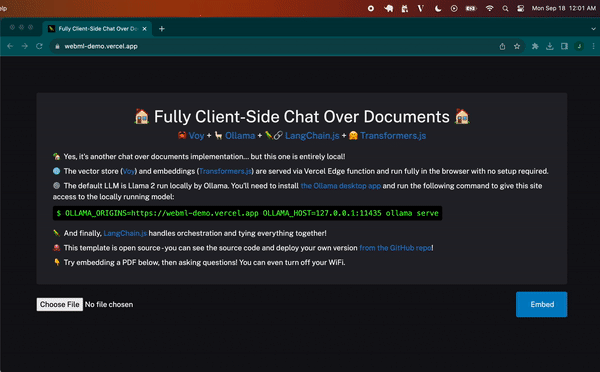 elp
Mon Sep 18 12:01 AM
Fully Client-Side Chat Over Do
webml-demo.vercel.app
🏠 Fully Client-Side Chat Over Documents 🏠
🦀 Voy + 🦙 Ollama + 🦜🔗 LangChain.js + 🤗 Transformers.js
🏡 Yes, it's another chat over documents implementation... but this one is entirely local!
🌐 The vector store (Voy) and embeddings (Transformers.js) are served via Vercel Edge function and run fully in the browser with no setup required.
The default LLM is Llama 2 run locally by Ollama. You'll need to install the Ollama desktop app and run the following command to give this site
access to the locally running model:
$ OLLAMA_ORIGINS=https://webml-demo.vercel.app OLLAMA_HOST=127.0.0.1:11435 ollama serve
🦜 And finally, LangChain.js handles orchestration and tying everything together!
This template is open source - you can see the source code and deploy your own version from the GitHub repo!
👇 Try embedding a PDF below, then asking questions! You can even turn off your WiFi.
Choose File No file chosen
Embed